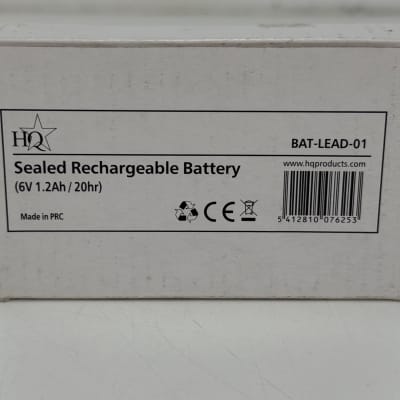 HQ
BAT-LEAD-01
Sealed Rechargeable Battery
www.hqproducts.com
(6V 1.2Ah / 20hr)
Made in PRC
CE
5 412810 076253